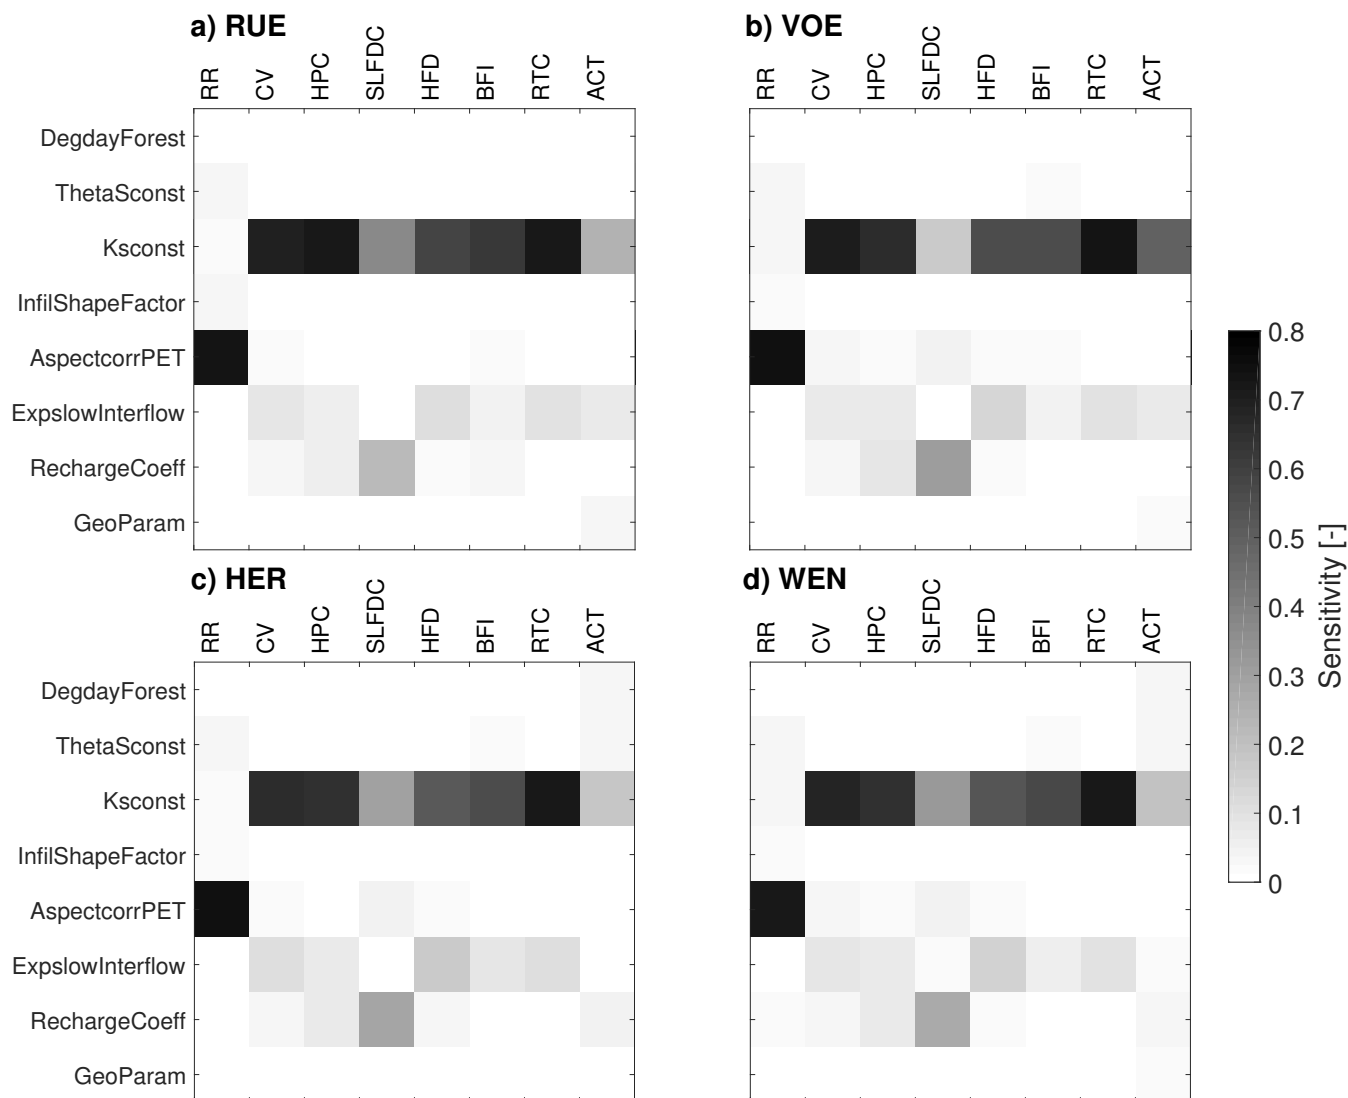 a) RUE
b) VOE
RR CV HPC SLFDC HFD BFI RTC ACT
RR CV HPC SLFDC HFD BFI RTC ACT
DegdayForest
ThetaSconst
Ksconst
InfilShapeFactor
AspectcorrPET
ExpslowInterflow
RechargeCoeff
GeoParam
c) HER
d) WEN
RR CV HPC SLFDC HFD BFI RTC ACT
RR CV HPC SLFDC HFD BFI RTC ACT
DegdayForest
ThetaSconst
Ksconst
InfilShapeFactor
AspectcorrPET
ExpslowInterflow
RechargeCoeff
GeoParam
0.8
0.7
0.6
0.5
0.4
0.3
0.2
0.1
0
Sensitivity [-]